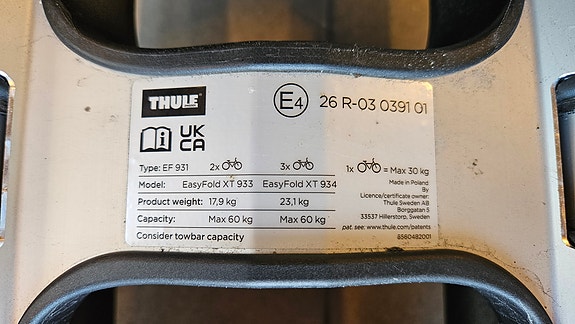 THULE
E4 26 R-03 0391 01
UK
CA
Type: EF 931 2x 3x 1x = Max 30 kg
Model: EasyFold XT 933 EasyFold XT 934
Product weight: 17,9 kg 23,1 kg
Capacity: Max 60 kg Max 60 kg
Consider towbar capacity
Made in Poland
By
Licence/certificate owner:
Thule Sweden AB
Borggatan 5
33537 Hillerstorp, Sweden
pat. see: www.thule.com/patents
8560482001